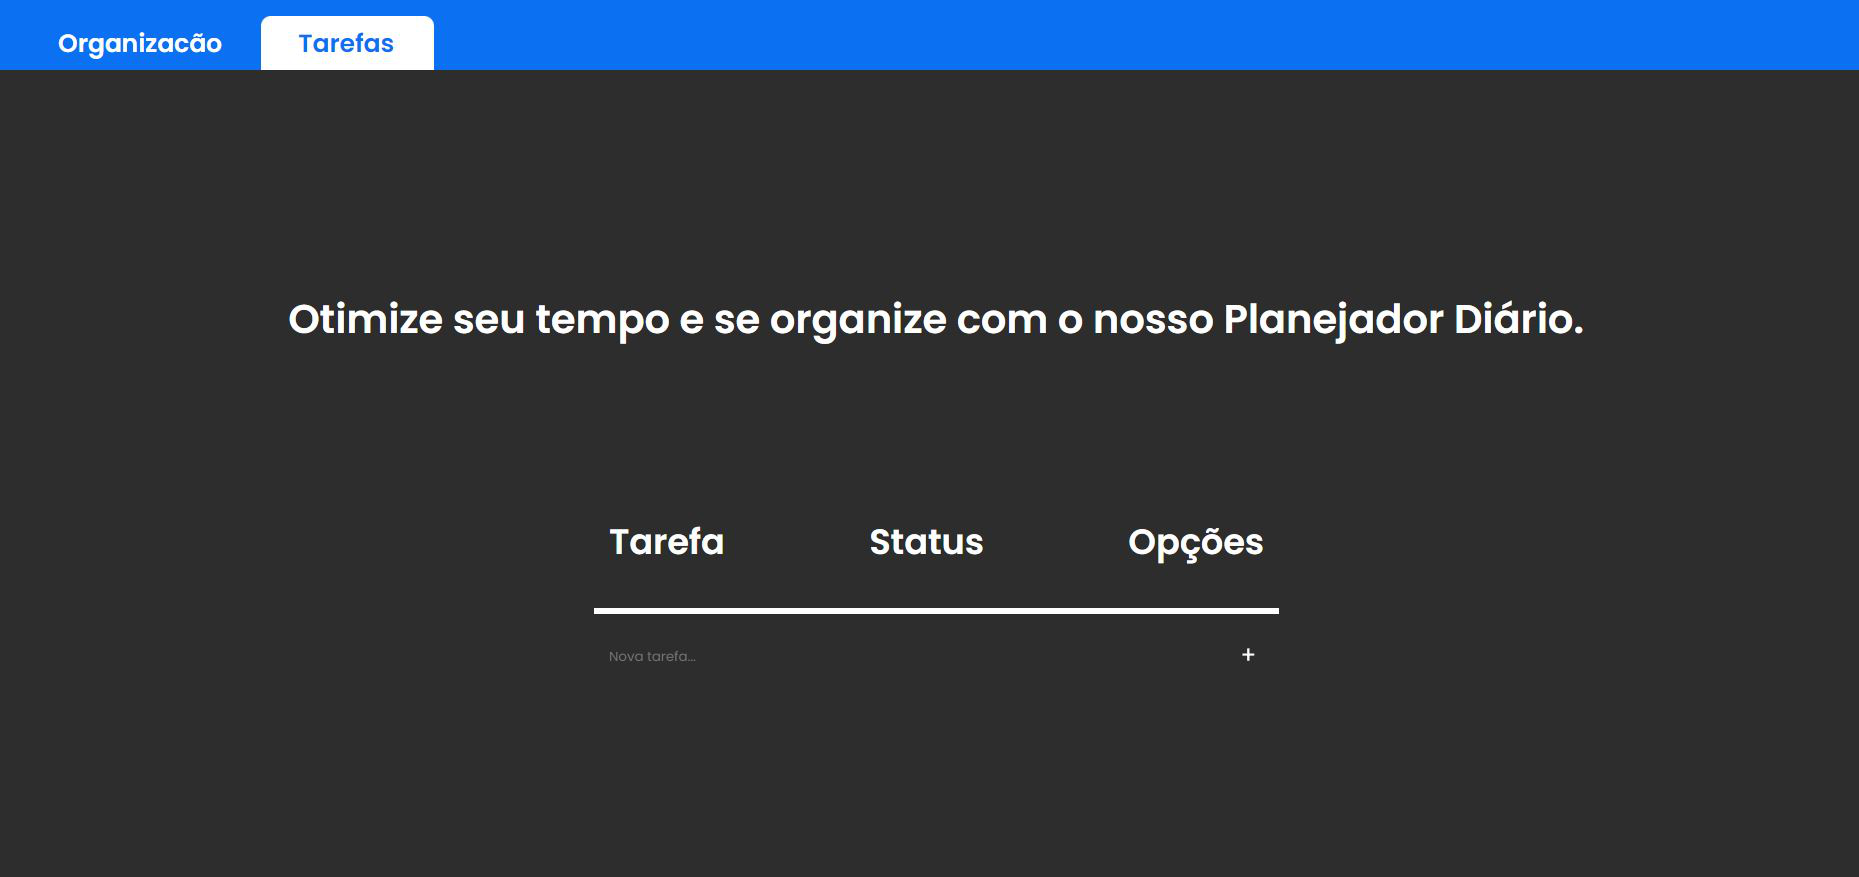 Organizacão
Tarefas
Otimize seu tempo e se organize com o nosso Planejador Diário.
Tarefa Status Opções
Nova tarefa... +